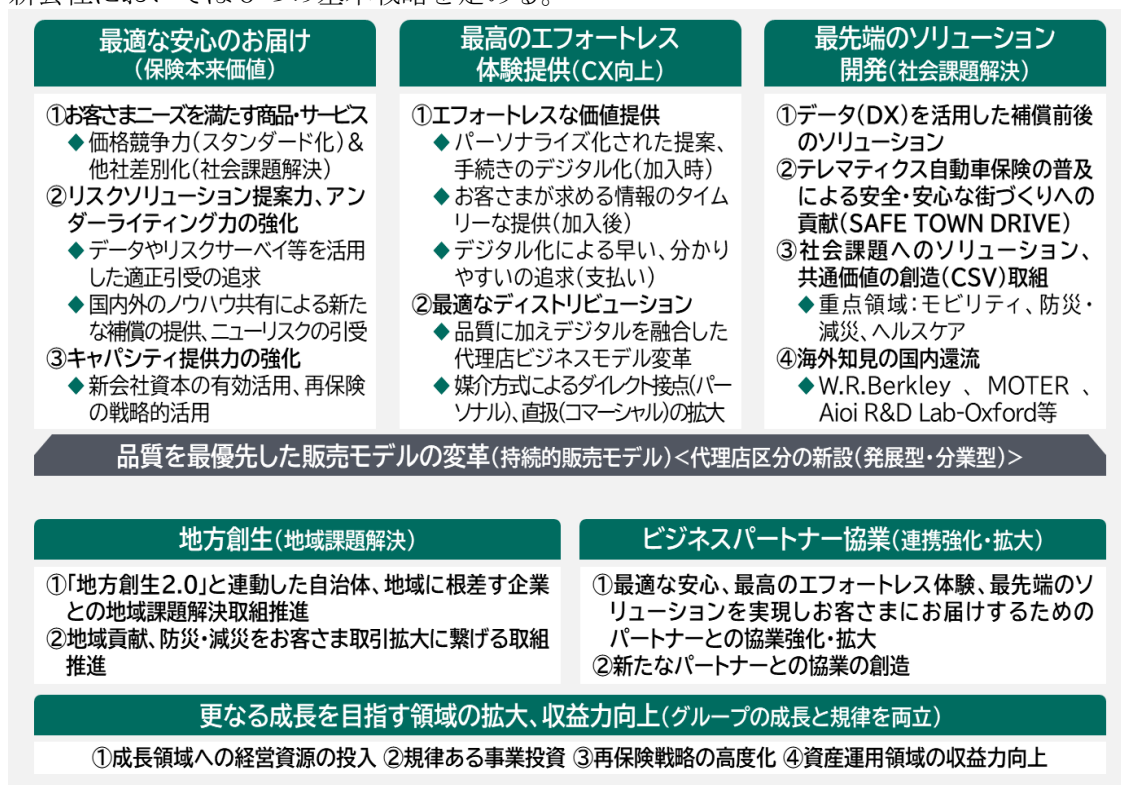 最適な安心のお届け
(保険本来価値)
①お客さまニーズを満たす商品・サービス
◆価格競争力(スタンダード化)&
他社差別化(社会課題解決)
②リスクソリューション提案力、アン
ダーライティング力の強化
◆データやリスクサーベイ等を活用
した適正引受の追求
◆国内外のノウハウ共有による新た
な補償の提供、ニューリスクの引受
③キャパシティ提供力の強化
◆新会社資本の有効活用、再保険
の戦略的活用
最高のエフォートレス
体験提供(CX向上)
①エフォートレスな価値提供
◆パーソナライズ化された提案、
手続きのデジタル化(加入時)
◆お客さまが求める情報のタイム
リーな提供(加入後)
◆デジタル化による早い、分かり
やすいの追求(支払い)
②最適なディストリビューション
◆品質に加えデジタルを融合した
代理店ビジネスモデル変革
◆媒介方式によるダイレクト接点(パー
ソナル)、直扱(コマーシャル)の拡大
最先端のソリューション
開発(社会課題解決)
①データ(DX)を活用した補償前後
のソリューション
②テレマティクス自動車保険の普及
による安全・安心な街づくりへの
貢献(SAFE TOWN DRIVE)
③社会課題へのソリューション、
共通価値の創造(CSV)取組
◆重点領域:モビリティ、防災・
減災、ヘルスケア
④海外知見の国内還流
◆W.R.Berkley、MOTER、
Aioi R&D Lab-Oxford等
品質を最優先した販売モデルの変革(持続的販売モデル)<代理店区分の新設(発展型・分業型)>
地方創生(地域課題解決)
①「地方創生2.0」と連動した自治体、地域に根差す企業
との地域課題解決取組推進
②地域貢献、防災・減災をお客さま取引拡大に繋げる取組
推進
ビジネスパートナー協業(連携強化・拡大)
①最適な安心、最高のエフォートレス体験、最先端のソ
リューションを実現しお客さまにお届けするための
パートナーとの協業強化・拡大
②新たなパートナーとの協業の創造
更なる成長を目指す領域の拡大、収益力向上(グループの成長と規律を両立)
①成長領域への経営資源の投入 ②規律ある事業投資 ③再保険戦略の高度化 ④資産運用領域の収益力向上